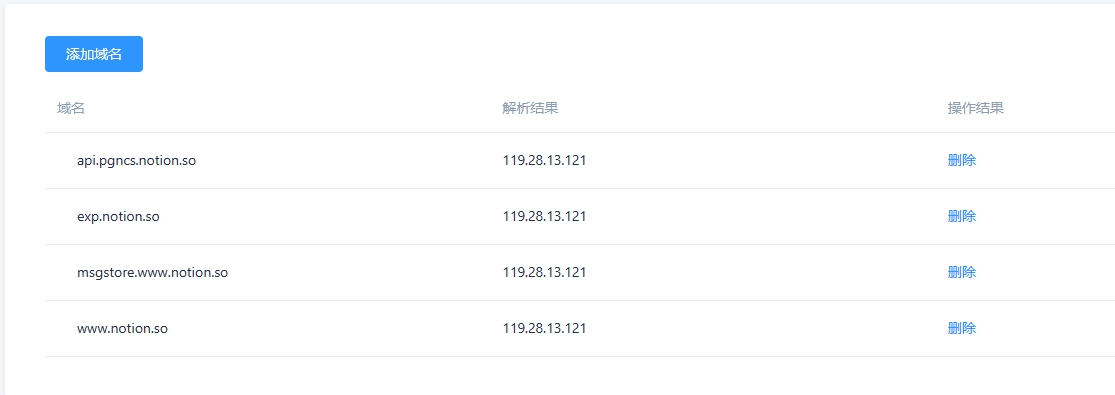 添加域名
域名 解析结果 操作结果
api.pgncs.notion.so 119.28.13.121 删除
exp.notion.so 119.28.13.121 删除
msgstore.www.notion.so 119.28.13.121 删除
www.notion.so 119.28.13.121 删除